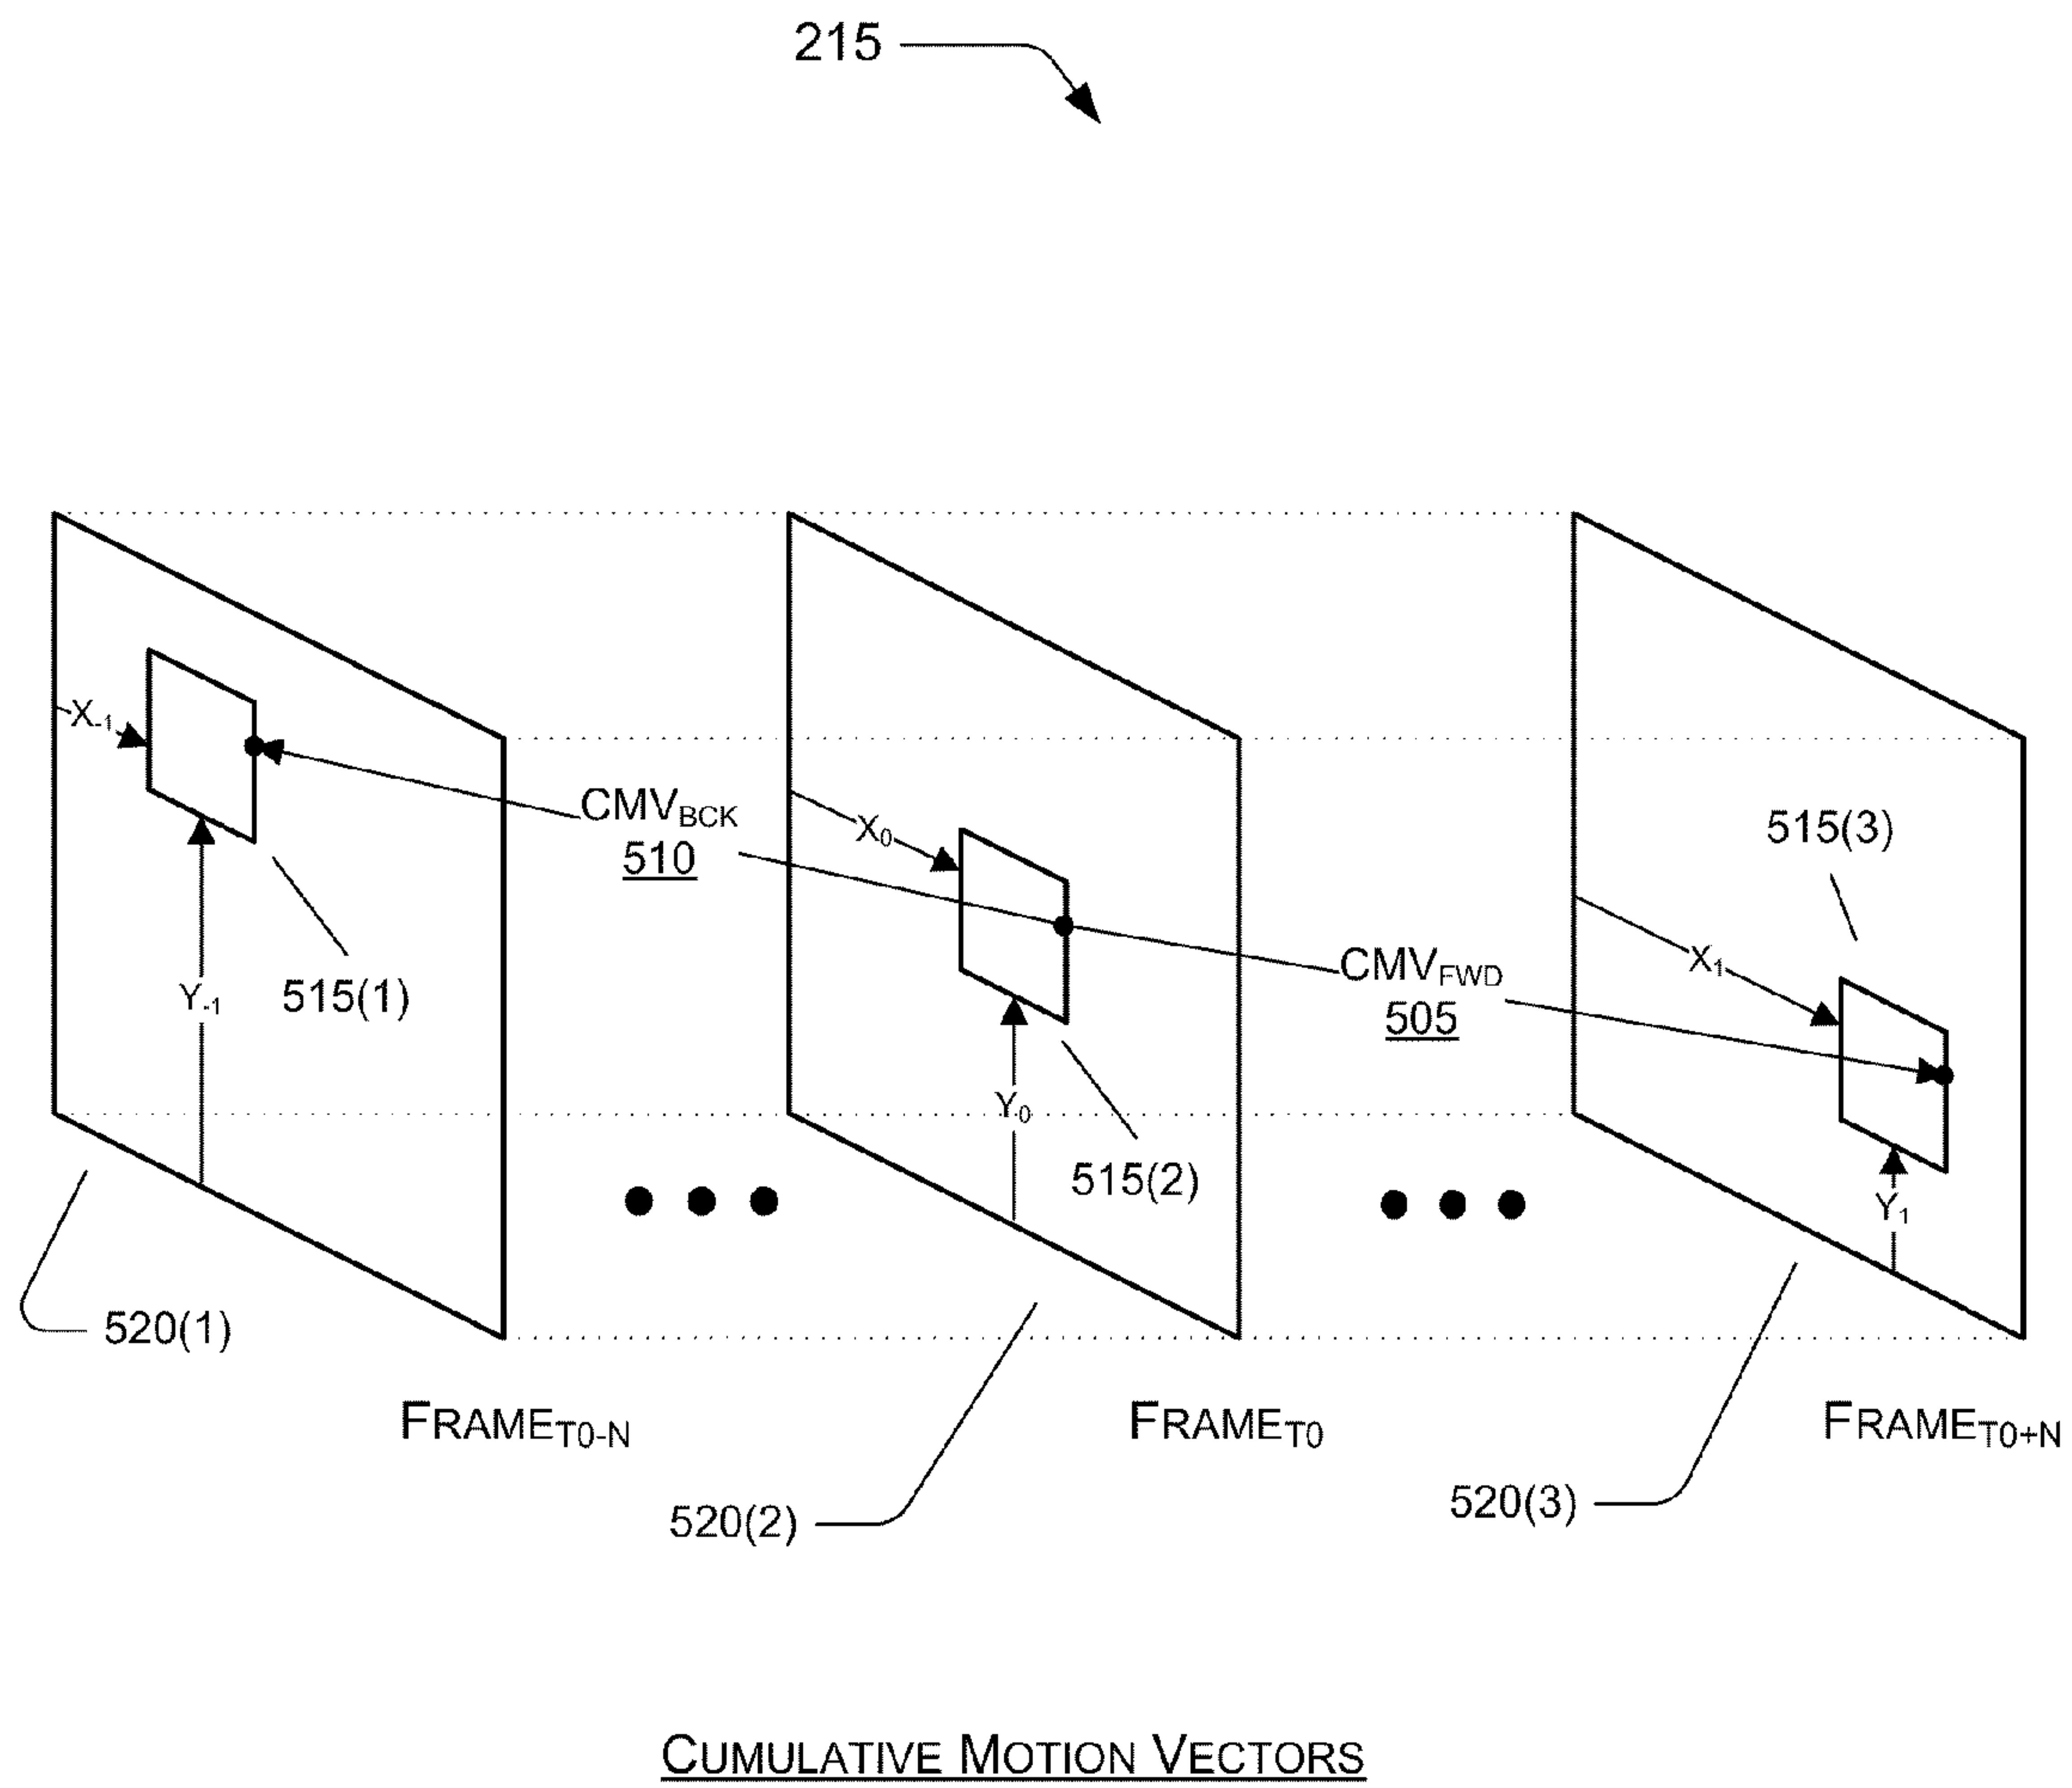 215
X-1
CMVBCK
510
X0
515(3)
CMVFWD
505
X1
Y-1
515(1)
Y0
515(2)
Y1
520(1)
FRAMET0-N
FRAMET0
FRAMET0+N
520(2)
520(3)
CUMULATIVE MOTION VECTORS